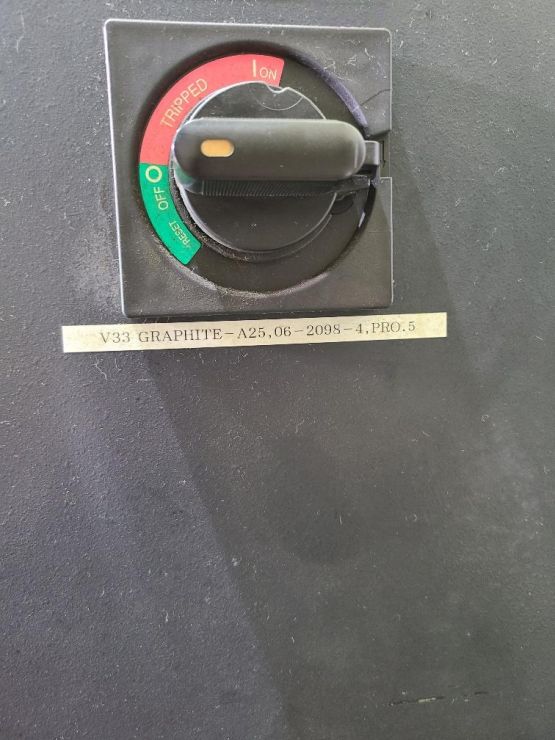 I ON
TRIPPED
O OFF
RESET
V33 GRAPHITE-A25,06-2098-4,PRO.5